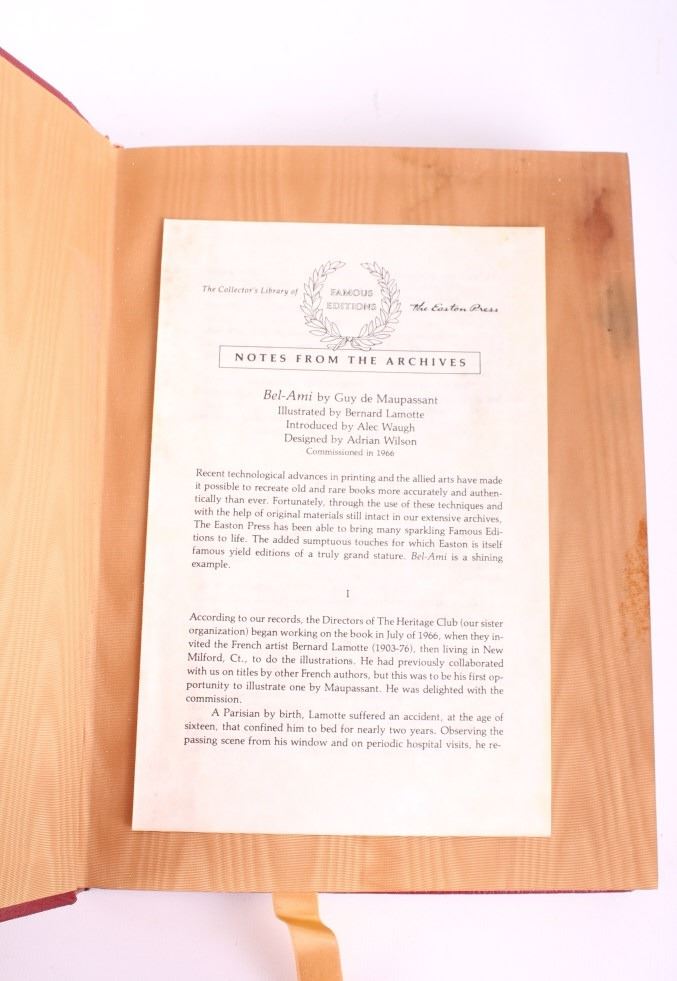 The Collector's Library of
FAMOUS
EDITIONS
The Easton Press
NOTES FROM THE ARCHIVES
Bel-Ami by Guy de Maupassant
Illustrated by Bernard Lamotte
Introduced by Alec Waugh
Designed by Adrian Wilson
Commissioned in 1966
Recent technological advances in printing and the allied arts have made
it possible to recreate old and rare books more accurately and authen-
tically than ever. Fortunately, through the use of these techniques and
with the help of original materials still intact in our extensive archives,
The Easton Press has been able to bring many sparkling Famous Edi-
tions to life. The added sumptuous touches for which Easton is itself
famous yield editions of a truly grand stature. Bel-Ami is a shining
example.
I
According to our records, the Directors of The Heritage Club (our sister
organization) began working on the book in July of 1966, when they in-
vited the French artist Bernard Lamotte (1903-76), then living in New
Milford, Ct., to do the illustrations. He had previously collaborated
with us on titles by other French authors, but this was to be his first op-
portunity to illustrate one by Maupassant. He was delighted with the
commission.
A Parisian by birth, Lamotte suffered an accident, at the age of
sixteen, that confined him to bed for nearly two years. Observing the
passing scene from his window and on periodic hospital visits, he re-